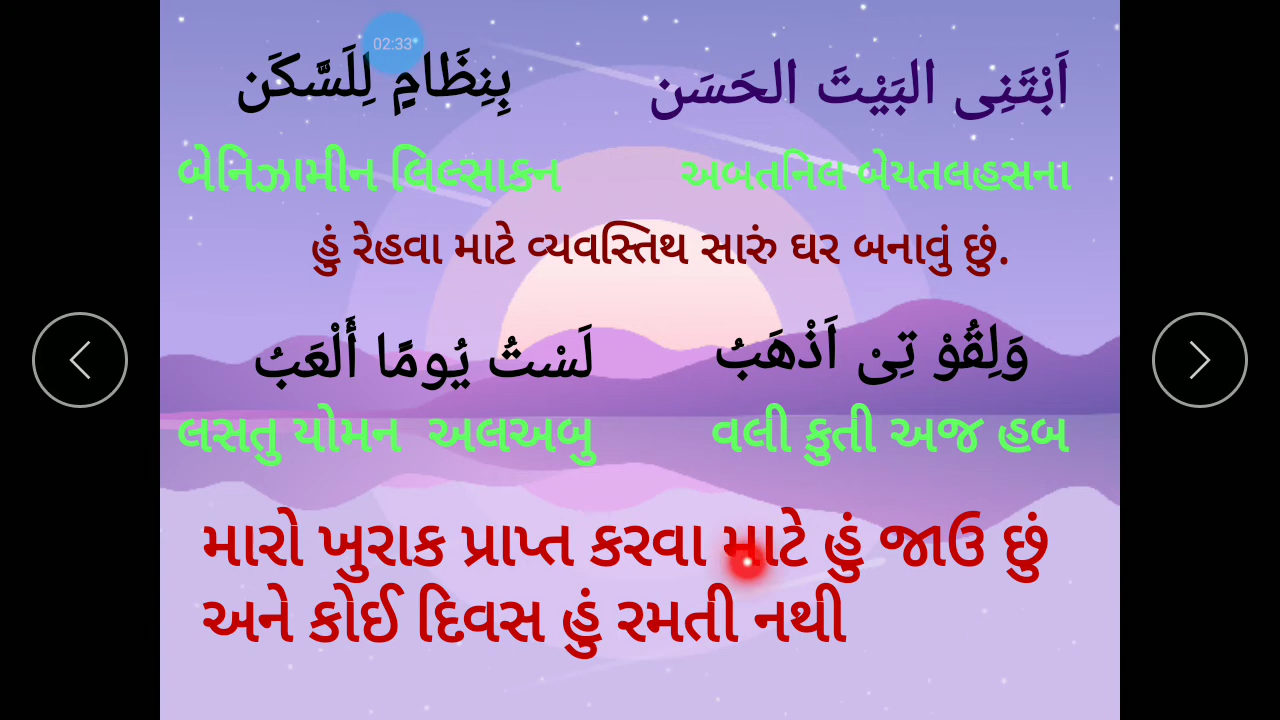 02:33
اَبْتَنِى البَيْتَ الحَسَن بِنِظَامٍ لِلَسَّكَن
બેનિઝામીન લિલ્સાકન અબતનિલ બેયતલહસના
હું રેહવા માટે વ્યવસ્તિથ સારું ઘર બનાવું છું.
وَلِقُوْ تِىْ اَذْهَبُ لَسْتُ يُومًا أَلْعَبُ
લસતુ યોમન અલઅબુ વલી કુતી અજ હબ
મારો ખુરાક પ્રાપ્ત કરવા માટે હું જાઉ છું
અને કોઈ દિવસ હું રમતી નથી